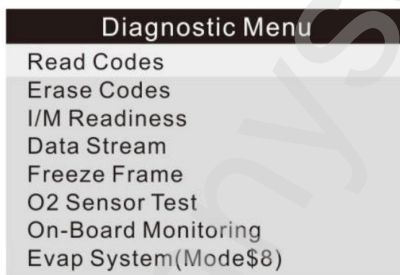 Diagnostic Menu
Read Codes
Erase Codes
I/M Readiness
Data Stream
Freeze Frame
O2 Sensor Test
On-Board Monitoring
Evap System(Mode$8)